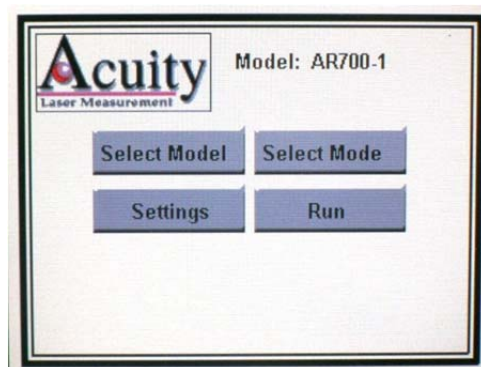 Acuity
Laser Measurement
Model: AR700-1
Select Model
Select Mode
Settings
Run